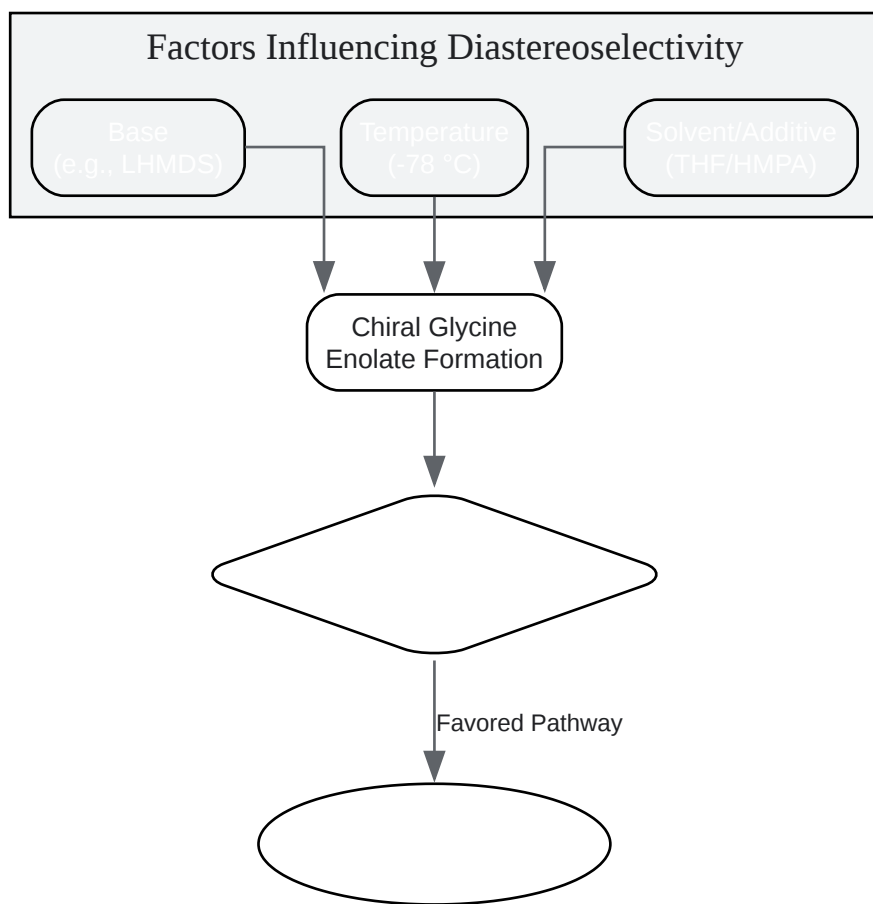 Factors Influencing Diastereoselectivity
Base
(e.g., LHMDS)
Temperature
(-78 °C)
Solvent/Additive
(THF/HMPA)
Chiral Glycine
Enolate Formation
Favored Pathway